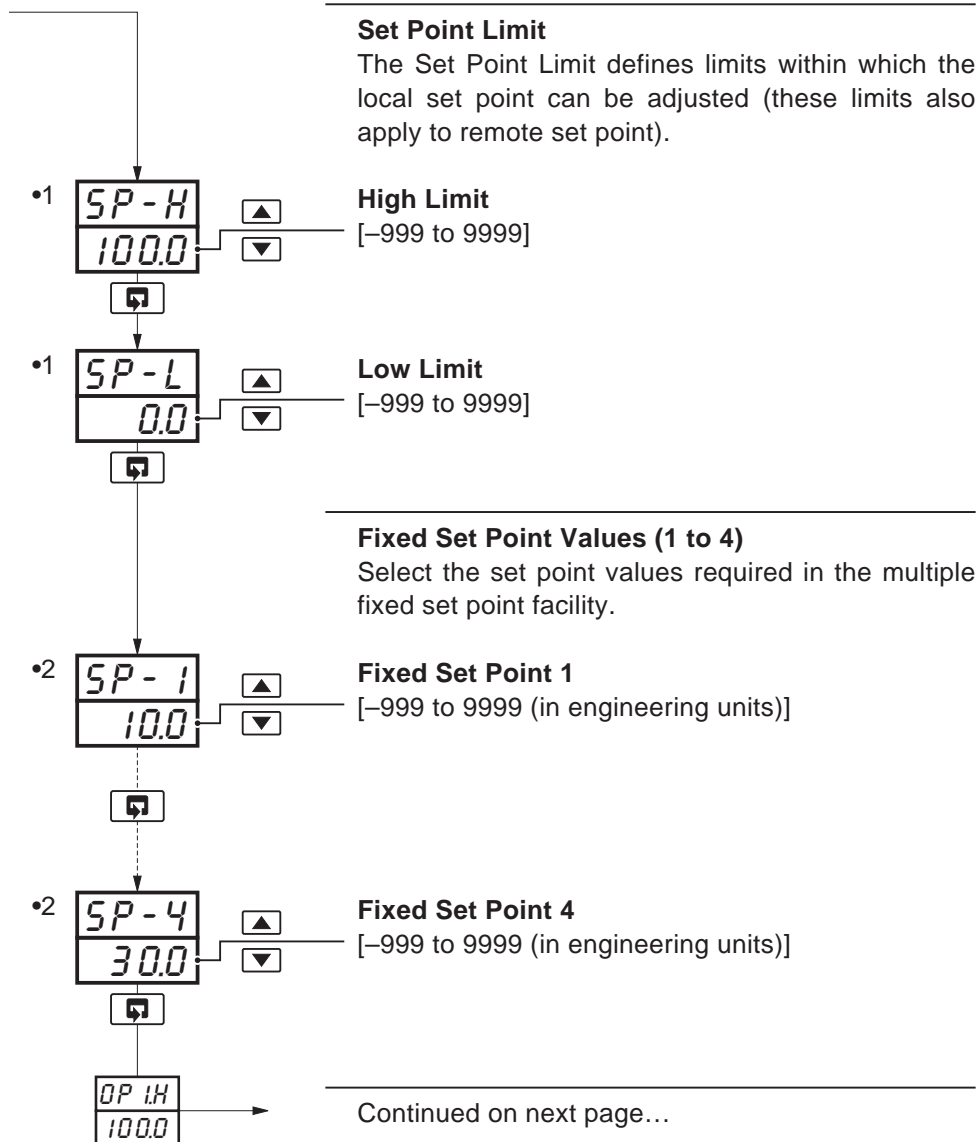 Set Point Limit
The Set Point Limit defines limits within which the
local set point can be adjusted (these limits also
apply to remote set point).
•1
SP-H
100.0
High Limit
[–999 to 9999]
•1
SP-L
0.0
Low Limit
[–999 to 9999]
Fixed Set Point Values (1 to 4)
Select the set point values required in the multiple
fixed set point facility.
•2
SP-1
10.0
Fixed Set Point 1
[–999 to 9999 (in engineering units)]
•2
SP-4
30.0
Fixed Set Point 4
[–999 to 9999 (in engineering units)]
OP1.H
100.0
Continued on next page…